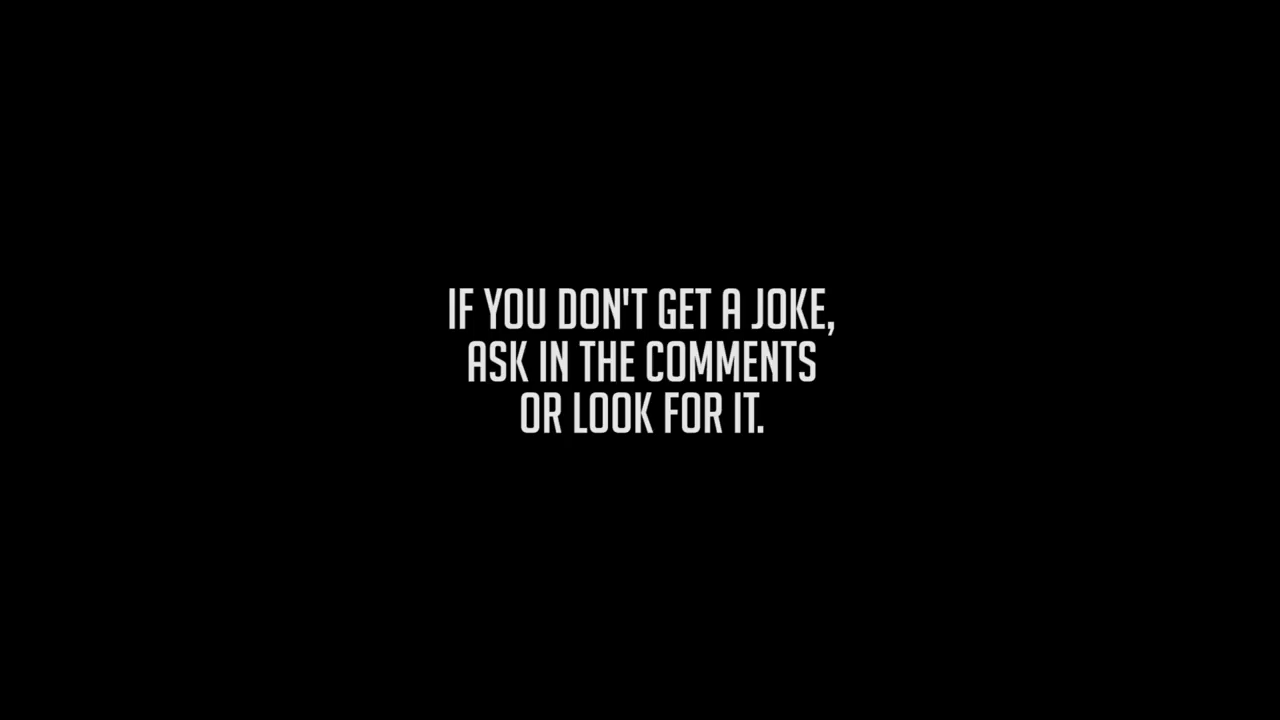 IF YOU DON'T GET A JOKE,
ASK IN THE COMMENTS
OR LOOK FOR IT.